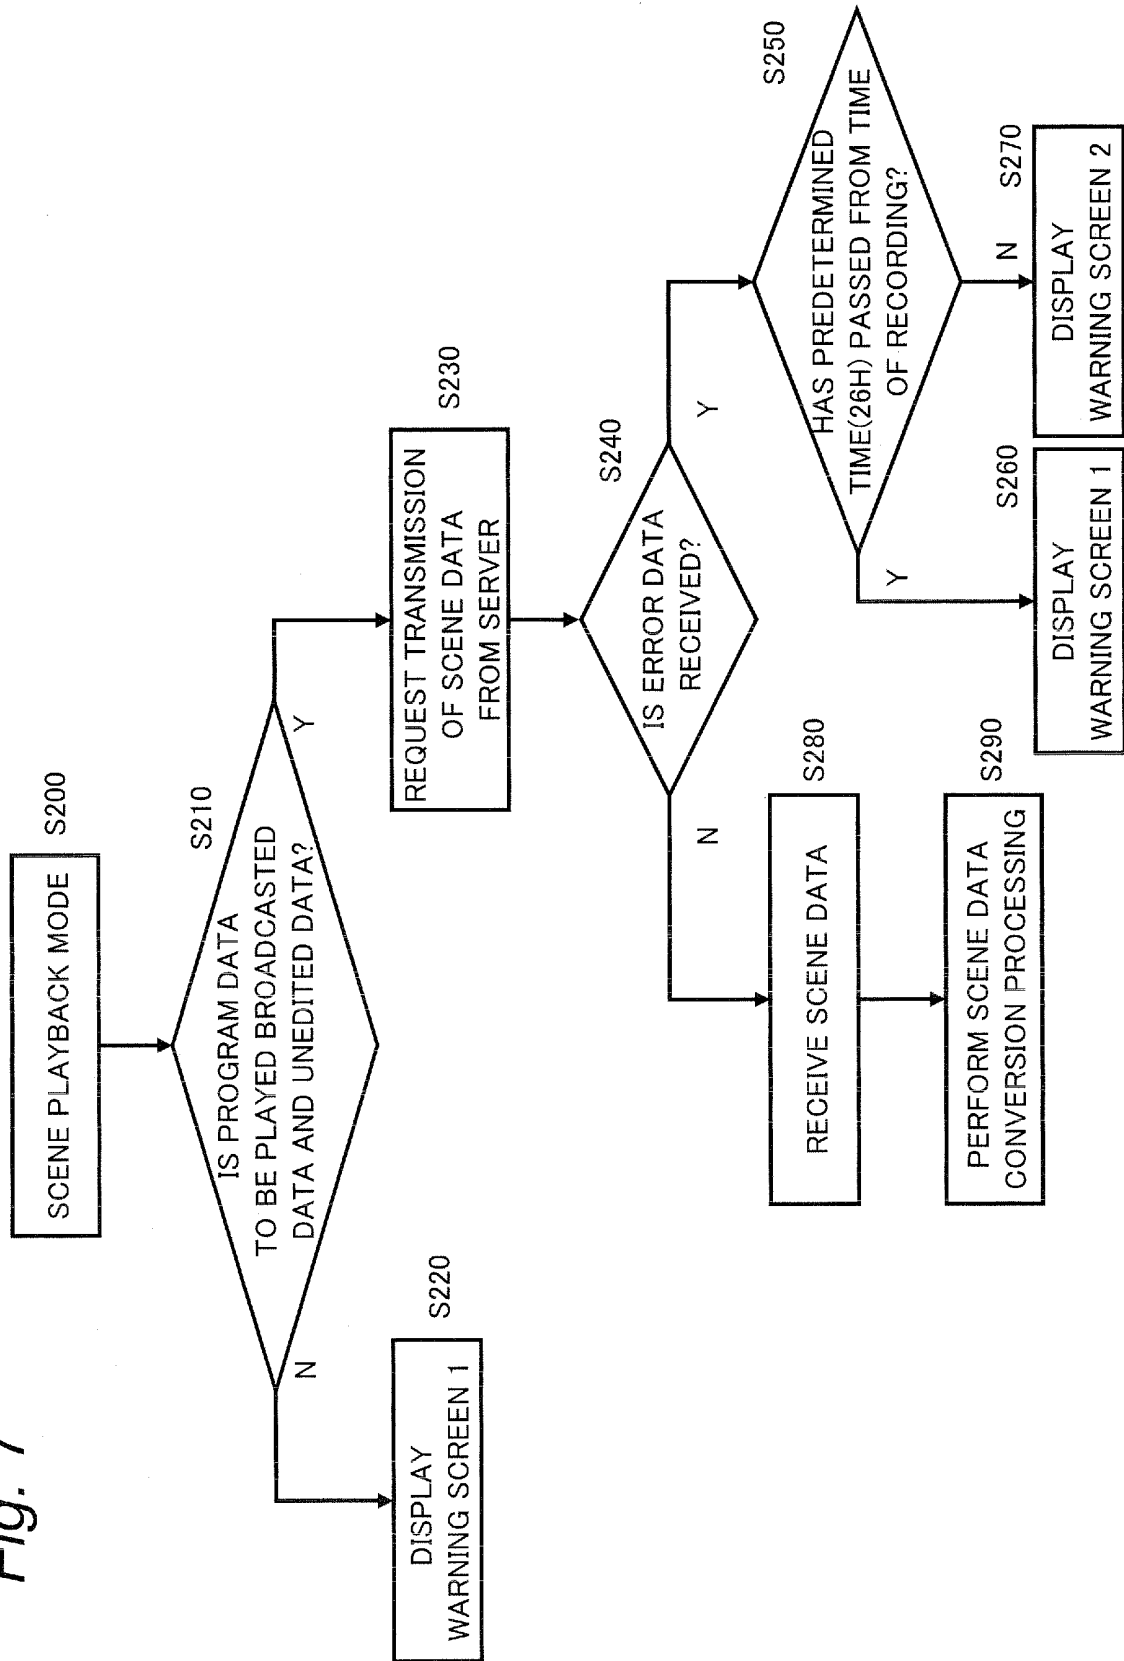 Fig. 7
SCENE PLAYBACK MODE
S200
IS PROGRAM DATA
TO BE PLAYED BROADCASTED
DATA AND UNEDITED DATA?
S210
N
Y
DISPLAY
WARNING SCREEN 1
S220
REQUEST TRANSMISSION
OF SCENE DATA
FROM SERVER
S230
IS ERROR DATA
RECEIVED?
S240
N
Y
RECEIVE SCENE DATA
S280
PERFORM SCENE DATA
CONVERSION PROCESSING
S290
HAS PREDETERMINED
TIME(26H) PASSED FROM TIME
OF RECORDING?
S250
Y
N
DISPLAY
WARNING SCREEN 1
S260
DISPLAY
WARNING SCREEN 2
S270